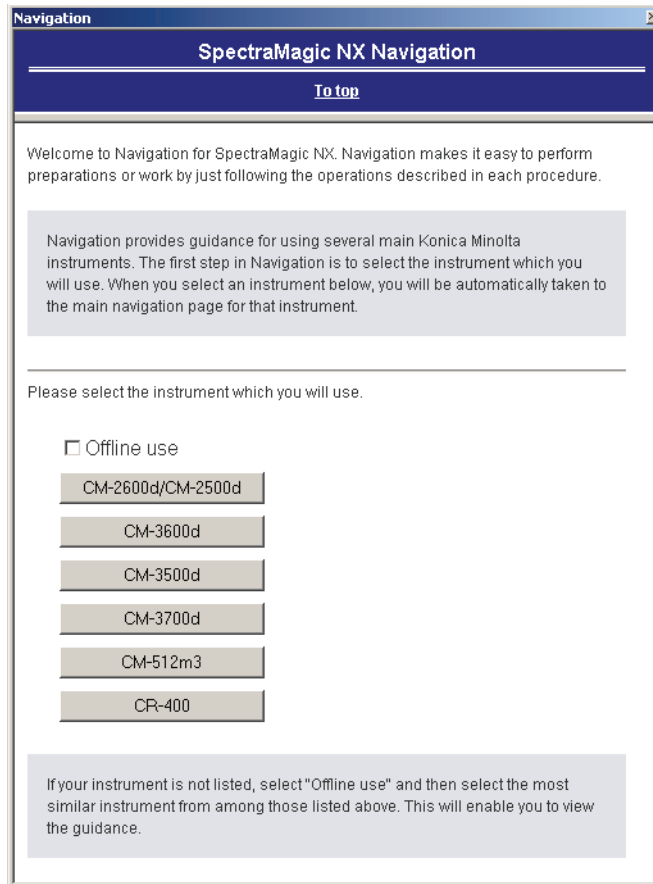 Navigation
SpectraMagic NX Navigation
To top
Welcome to Navigation for SpectraMagic NX. Navigation makes it easy to perform
preparations or work by just following the operations described in each procedure.
Navigation provides guidance for using several main Konica Minolta
instruments. The first step in Navigation is to select the instrument which you
will use. When you select an instrument below, you will be automatically taken to
the main navigation page for that instrument.
Please select the instrument which you will use.
Offline use
CM-2600d/CM-2500d
CM-3600d
CM-3500d
CM-3700d
CM-512m3
CR-400
If your instrument is not listed, select "Offline use" and then select the most
similar instrument from among those listed above. This will enable you to view
the guidance.